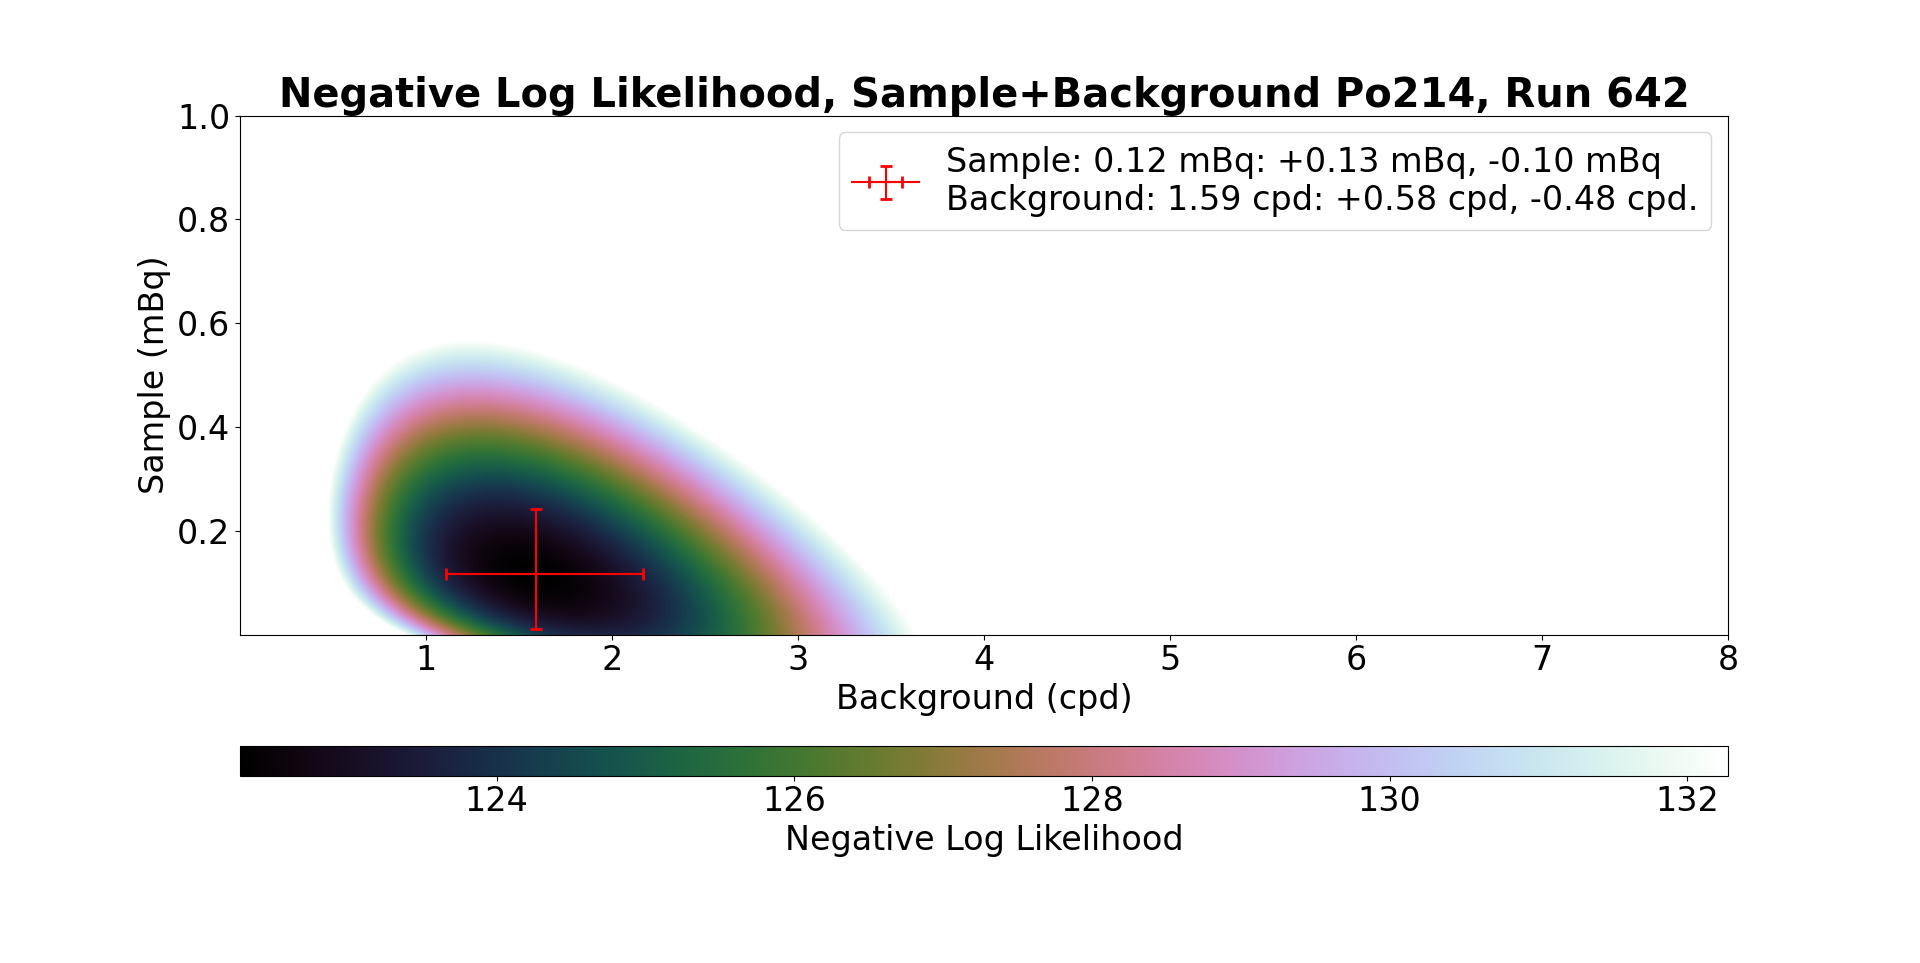 Negative Log Likelihood, Sample+Background Po214, Run 642
Sample: 0.12 mBq: +0.13 mBq, -0.10 mBq
Background: 1.59 cpd: +0.58 cpd, -0.48 cpd.
Sample (mBq)
1.0
0.8
0.6
0.4
0.2
1 2 3 4 5 6 7 8
Background (cpd)
124 126 128 130 132
Negative Log Likelihood